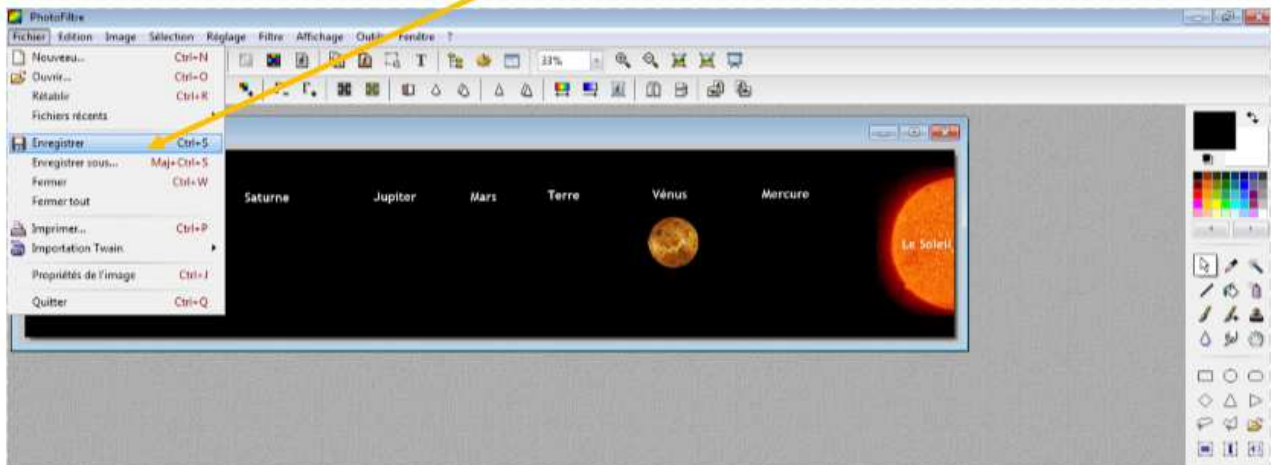 PhotoFiltre
Fichier Edition Image Sélection Réglage Filtre Affichage Outils Fenêtre ?
Nouveau... Ctrl+N
33%
Ouvrir... Ctrl+O
Rétablir Ctrl+R
Fichiers récents
Enregistrer Ctrl+S
Enregistrer sous... Maj+Ctrl+S
Fermer Ctrl+W
Fermer tout
Imprimer... Ctrl+P
Importation Twain
Propriétés de l'image Ctrl+J
Quitter Ctrl+Q
Saturne Jupiter Mars Terre Vénus Mercure
Le Soleil